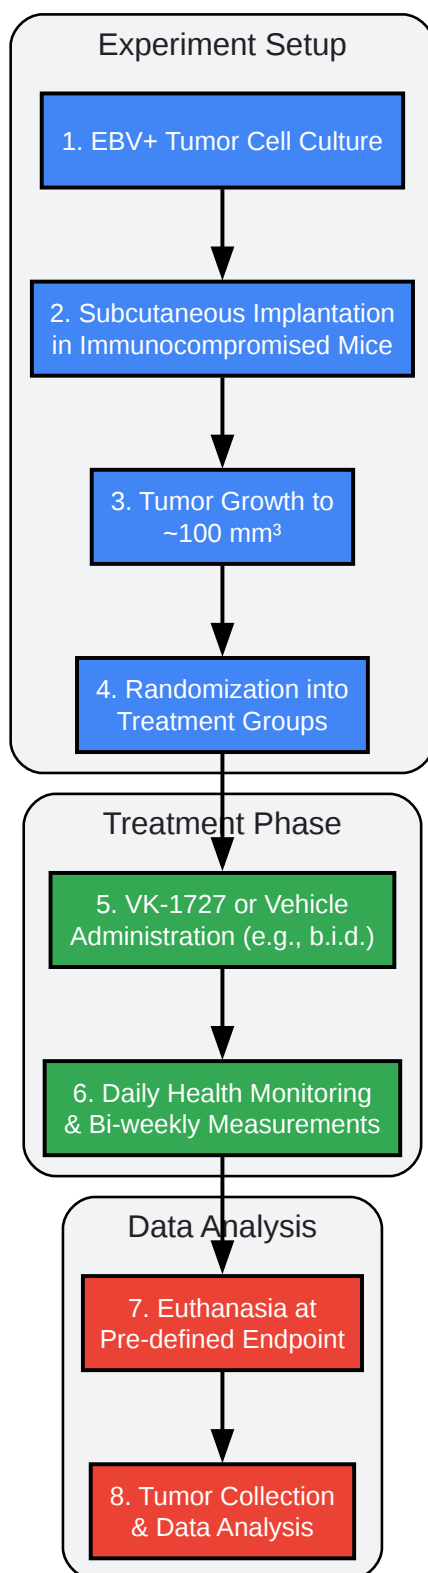 Experiment Setup
1. EBV+ Tumor Cell Culture
2. Subcutaneous Implantation
in Immunocompromised Mice
3. Tumor Growth to
~100 mm³
4. Randomization into
Treatment Groups
Treatment Phase
5. VK-1727 or Vehicle
Administration (e.g., b.i.d.)
6. Daily Health Monitoring
& Bi-weekly Measurements
Data Analysis
7. Euthanasia at
Pre-defined Endpoint
8. Tumor Collection
& Data Analysis